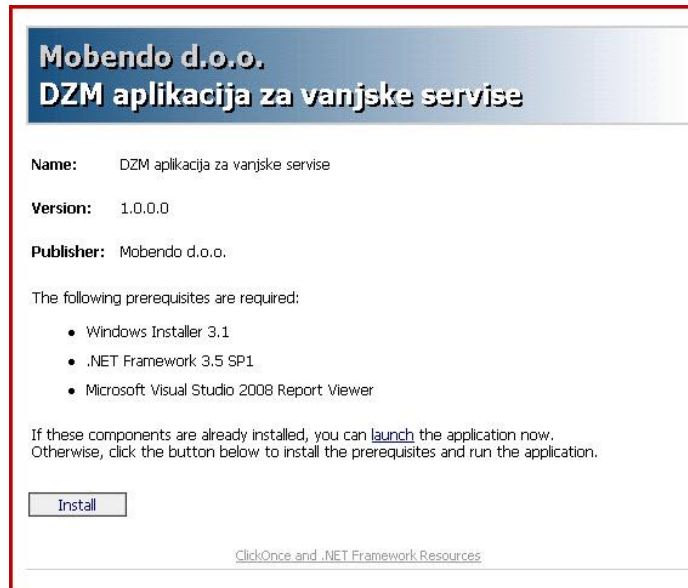 Mobendo d.o.o.
DZM aplikacija za vanjske servise
Name: DZM aplikacija za vanjske servise
Version: 1.0.0.0
Publisher: Mobendo d.o.o.
The following prerequisites are required:
• Windows Installer 3.1
• .NET Framework 3.5 SP1
• Microsoft Visual Studio 2008 Report Viewer
If these components are already installed, you can launch the application now.
Otherwise, click the button below to install the prerequisites and run the application.
Install
ClickOnce and .NET Framework Resources